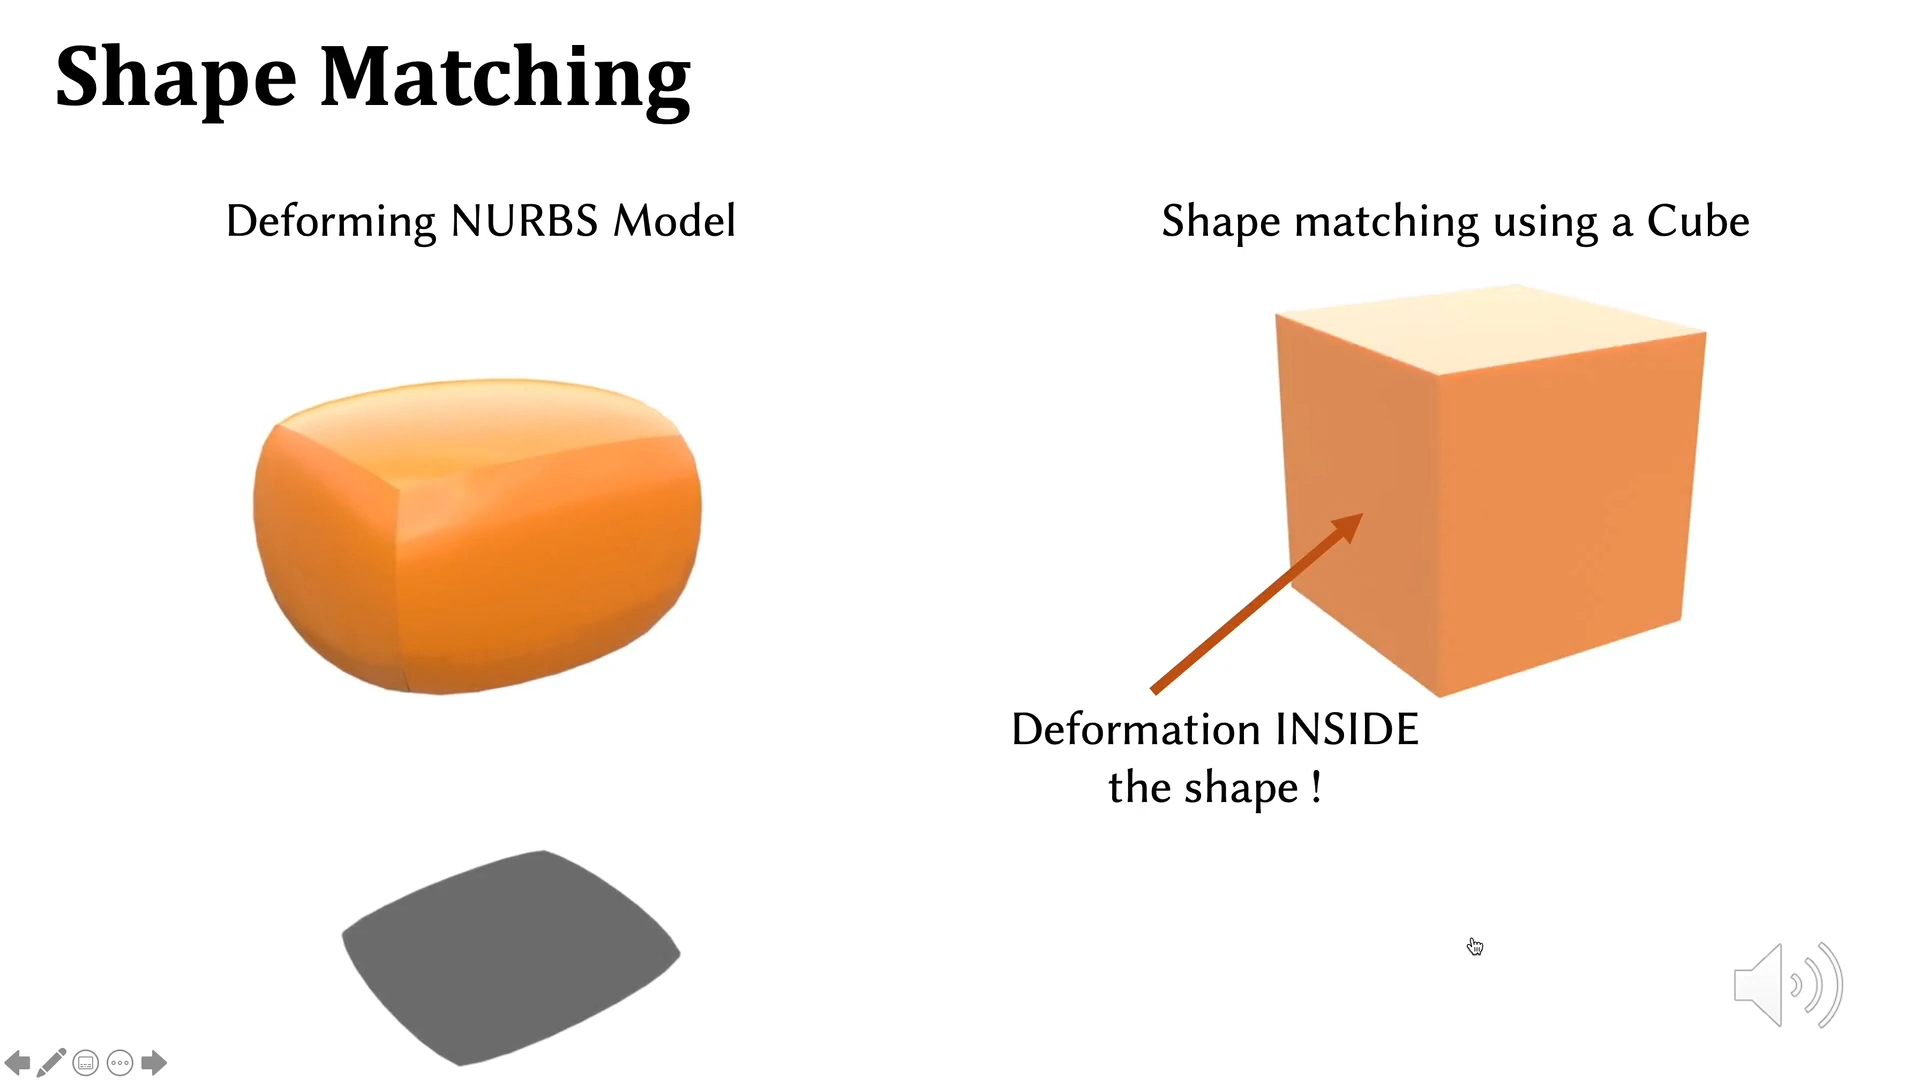 Shape Matching
Deforming NURBS Model
Shape matching using a Cube
Deformation INSIDE
the shape !